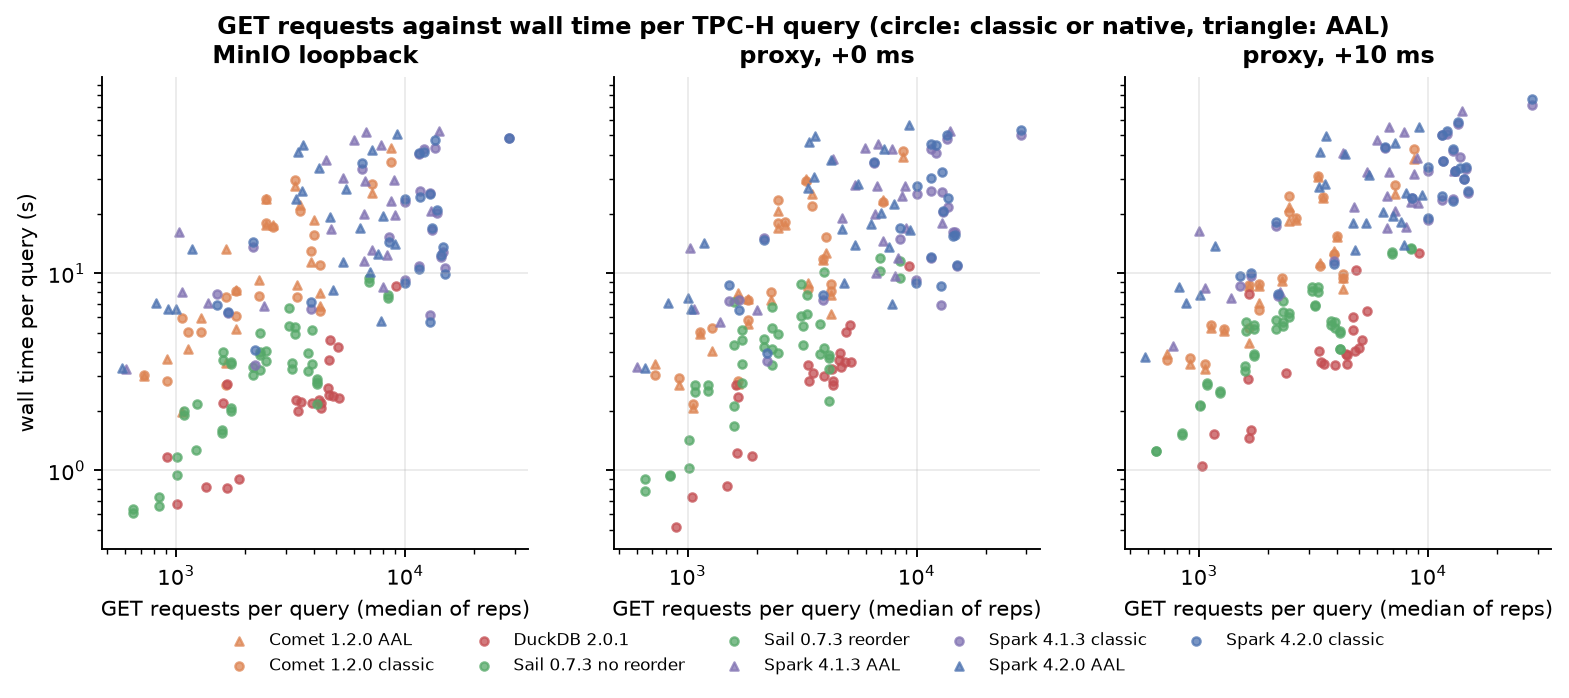 GET requests against wall time per TPC-H query (circle: classic or native, triangle: AAL)
MinIO loopback
proxy, +0 ms
proxy, +10 ms
wall time per query (s)
10¹
10⁰
10³ 10⁴
10³ 10⁴
10³ 10⁴
GET requests per query (median of reps)
GET requests per query (median of reps)
GET requests per query (median of reps)
Comet 1.2.0 AAL
Comet 1.2.0 classic
DuckDB 2.0.1
Sail 0.7.3 no reorder
Sail 0.7.3 reorder
Spark 4.1.3 AAL
Spark 4.1.3 classic
Spark 4.2.0 AAL
Spark 4.2.0 classic